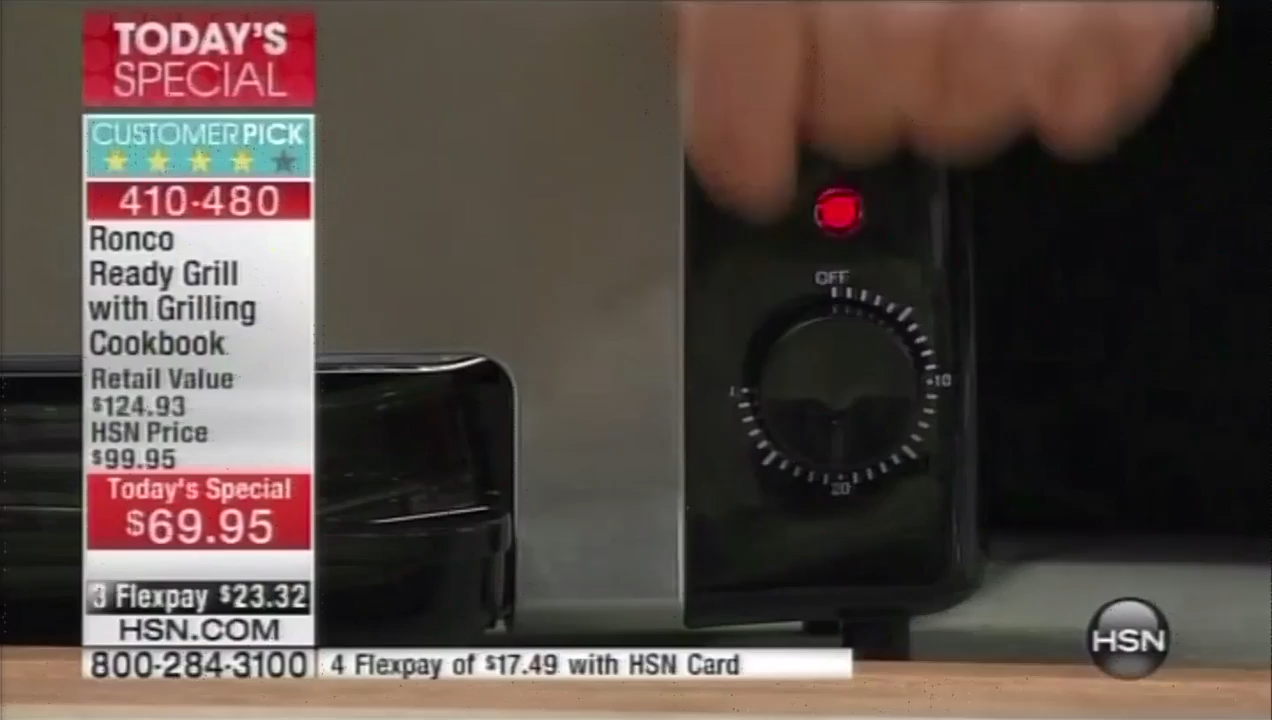 TODAY'S
SPECIAL
CUSTOMER PICK
410-480
Ronco
Ready Grill
with Grilling
Cookbook
Retail Value
$124.93
HSN Price
$99.95
Today's Special
$69.95
3 Flexpay $23.32
HSN.COM
800-284-3100
4 Flexpay of $17.49 with HSN Card
OFF
10
20
HSN